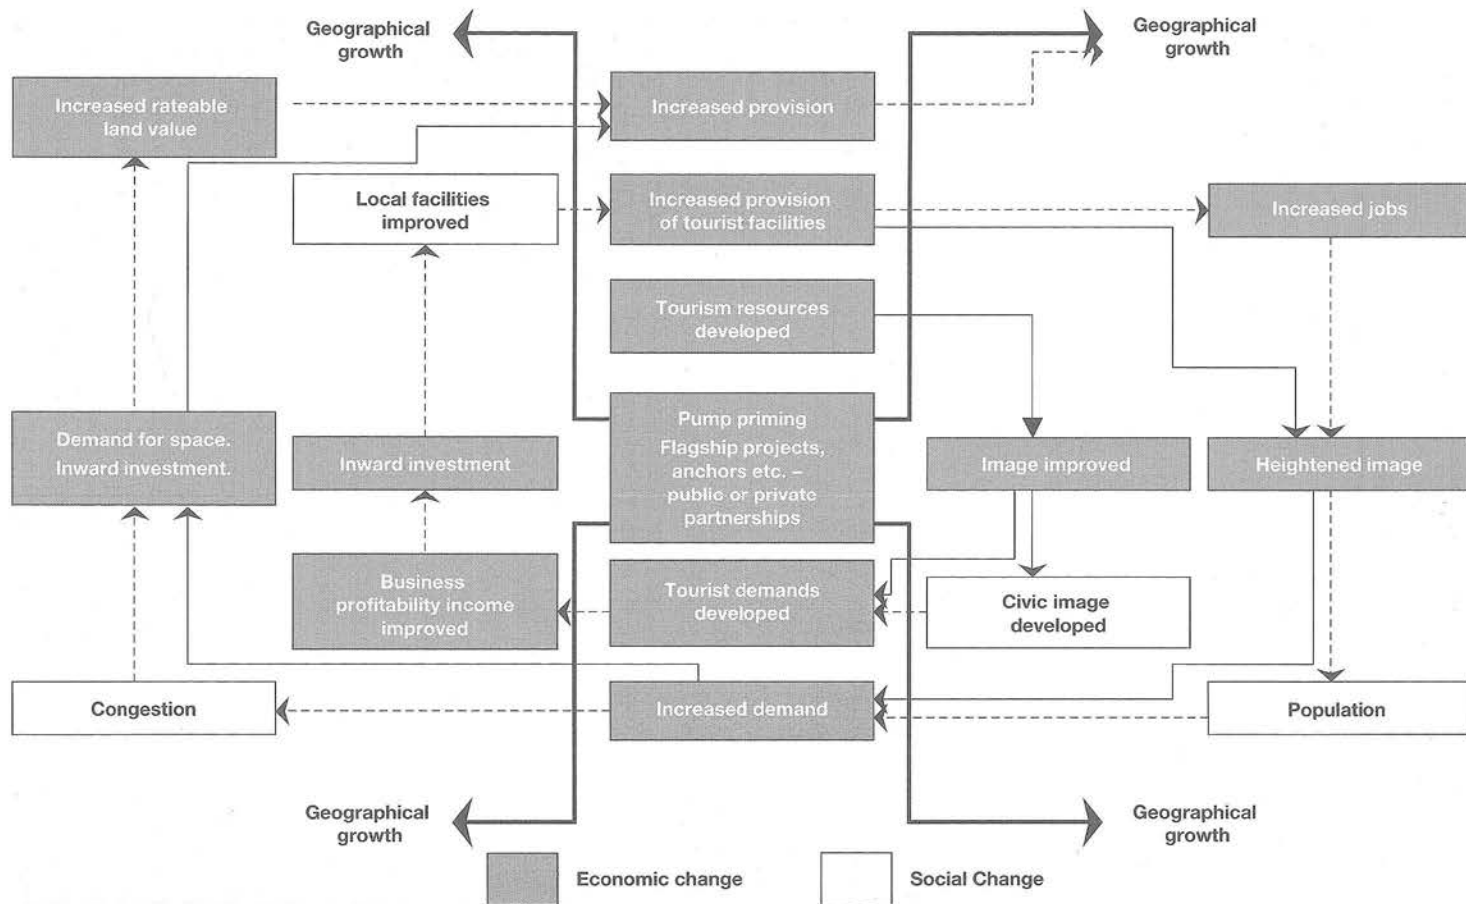 Geographical
growth
Geographical
growth
Increased rateable
land value
Increased provision
Local facilities
improved
Increased provision
of tourist facilities
Increased jobs
Tourism resources
developed
Pump priming
Flagship projects,
anchors etc. –
public or private
partnerships
Demand for space.
Inward investment.
Inward investment
Image improved
Heightened image
Business
profitability income
improved
Tourist demands
developed
Civic image
developed
Congestion
Increased demand
Population
Geographical
growth
Geographical
growth
Economic change
Social Change